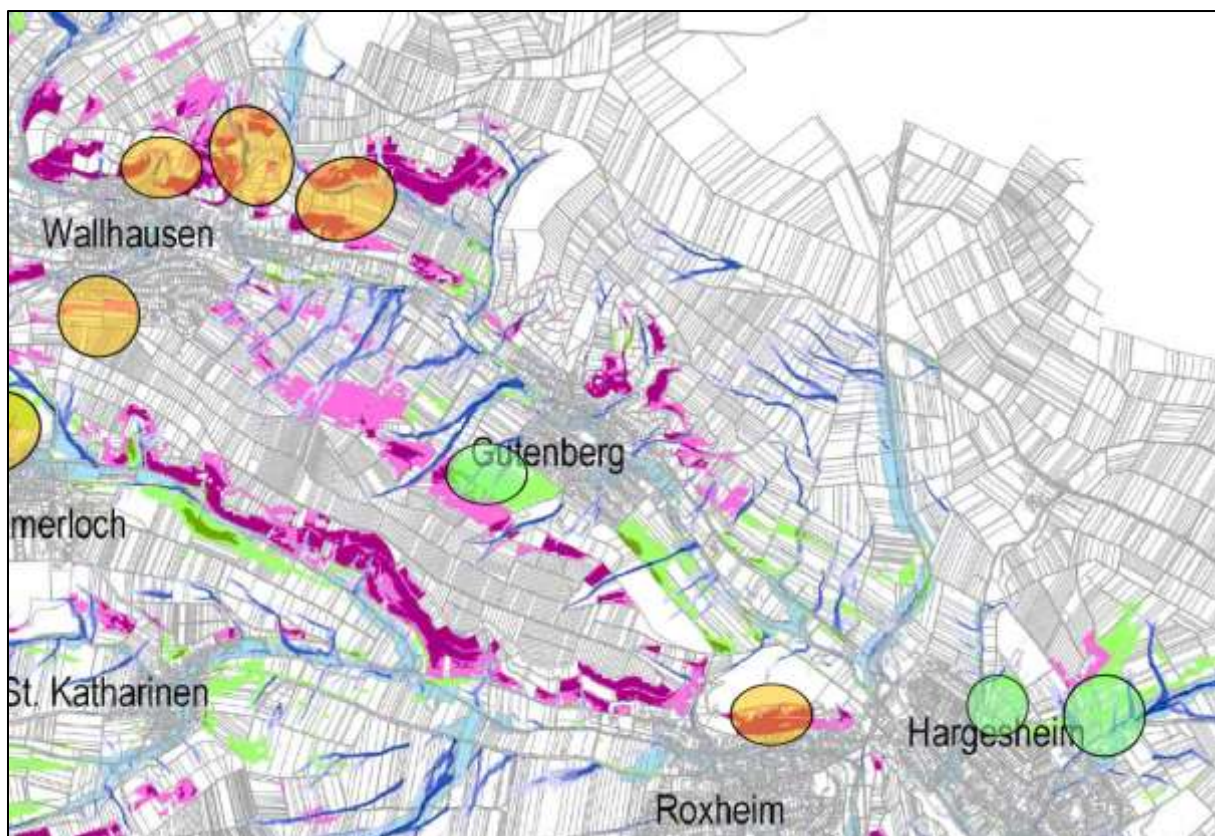 Wallhausen
Gutenberg
merloch
St. Katharinen
Hargesheim
Roxheim